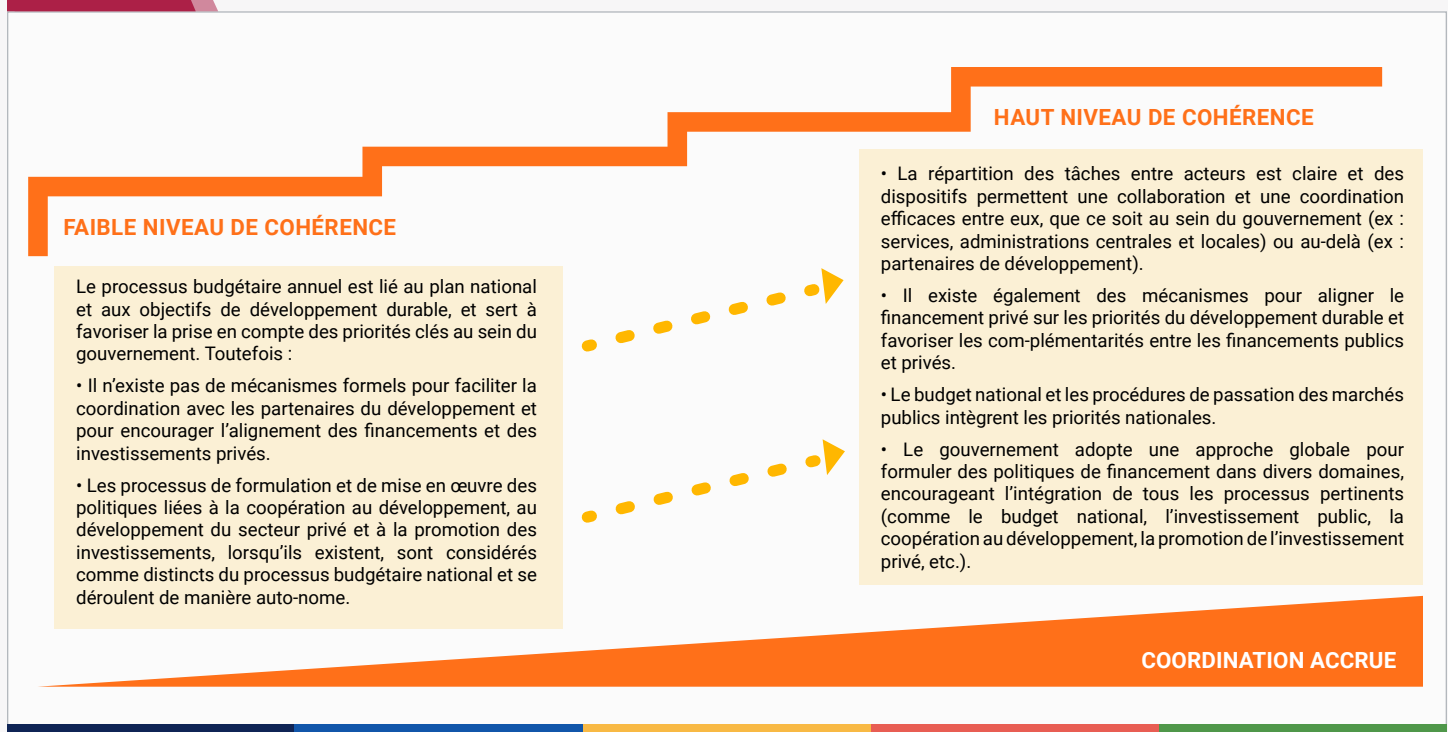 FAIBLE NIVEAU DE COHÉRENCE
Le processus budgétaire annuel est lié au plan national
et aux objectifs de développement durable, et sert à
favoriser la prise en compte des priorités clés au sein du
gouvernement. Toutefois :
• Il n’existe pas de mécanismes formels pour faciliter la
coordination avec les partenaires du développement et
pour encourager l’alignement des financements et des
investissements privés.
• Les processus de formulation et de mise en œuvre des
politiques liées à la coopération au développement, au
développement du secteur privé et à la promotion des
investissements, lorsqu’ils existent, sont considérés
comme distincts du processus budgétaire national et se
déroulent de manière auto-nome.
HAUT NIVEAU DE COHÉRENCE
• La répartition des tâches entre acteurs est claire et des
dispositifs permettent une collaboration et une coordination
efficaces entre eux, que ce soit au sein du gouvernement (ex :
services, administrations centrales et locales) ou au-delà (ex :
partenaires de développement).
• Il existe également des mécanismes pour aligner le
financement privé sur les priorités du développement durable et
favoriser les com-plémentarités entre les financements publics
et privés.
• Le budget national et les procédures de passation des marchés
publics intègrent les priorités nationales.
• Le gouvernement adopte une approche globale pour
formuler des politiques de financement dans divers domaines,
encourageant l’intégration de tous les processus pertinents
(comme le budget national, l’investissement public, la
coopération au développement, la promotion de l’investissement
privé, etc.).
COORDINATION ACCRUE